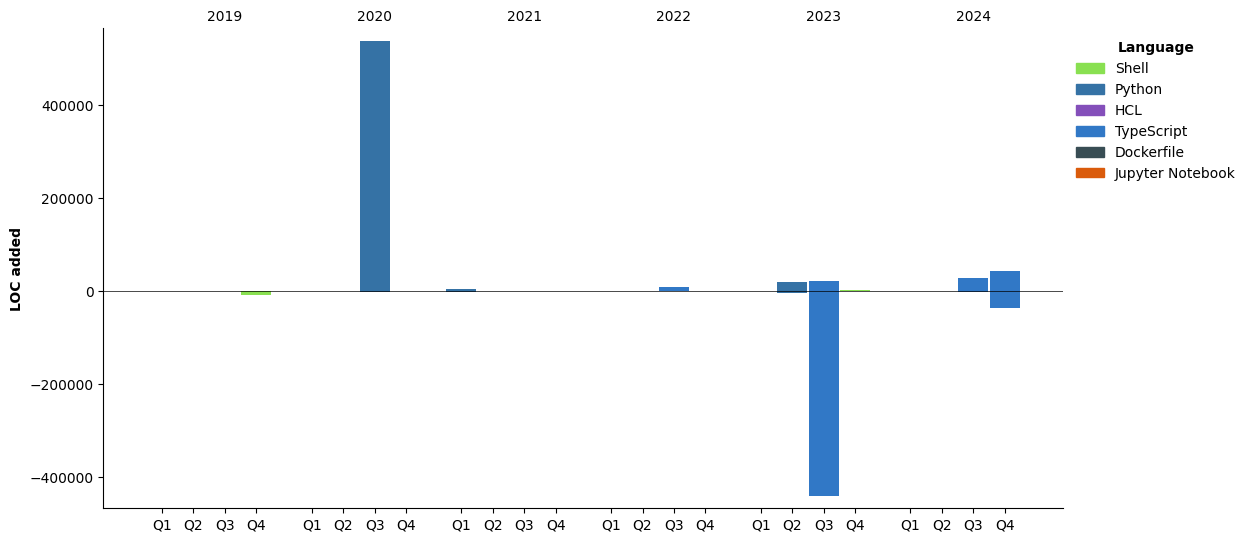 2019 2020 2021 2022 2023 2024
Language
Shell
Python
HCL
TypeScript
Dockerfile
Jupyter Notebook
LOC added
400000
200000
0
−200000
−400000
Q1 Q2 Q3 Q4 Q1 Q2 Q3 Q4 Q1 Q2 Q3 Q4 Q1 Q2 Q3 Q4 Q1 Q2 Q3 Q4 Q1 Q2 Q3 Q4